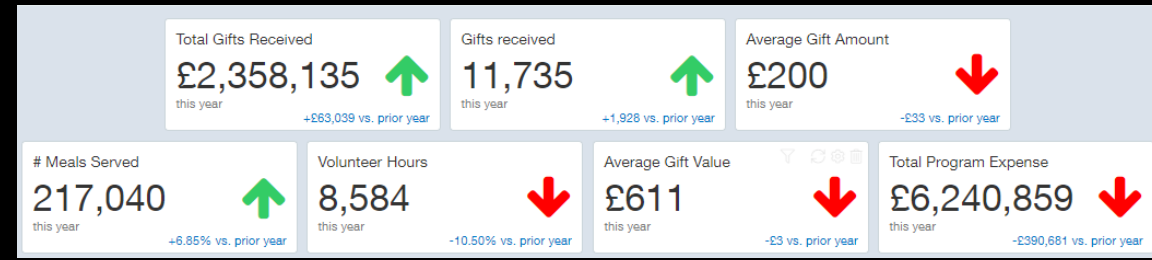 Total Gifts Received
£2,358,135
this year
+£63,039 vs. prior year
Gifts received
11,735
this year
+1,928 vs. prior year
Average Gift Amount
£200
this year
-£33 vs. prior year
# Meals Served
217,040
this year
+6.85% vs. prior year
Volunteer Hours
8,584
this year
-10.50% vs. prior year
Average Gift Value
£611
this year
-£3 vs. prior year
Total Program Expense
£6,240,859
this year
-£390,681 vs. prior year